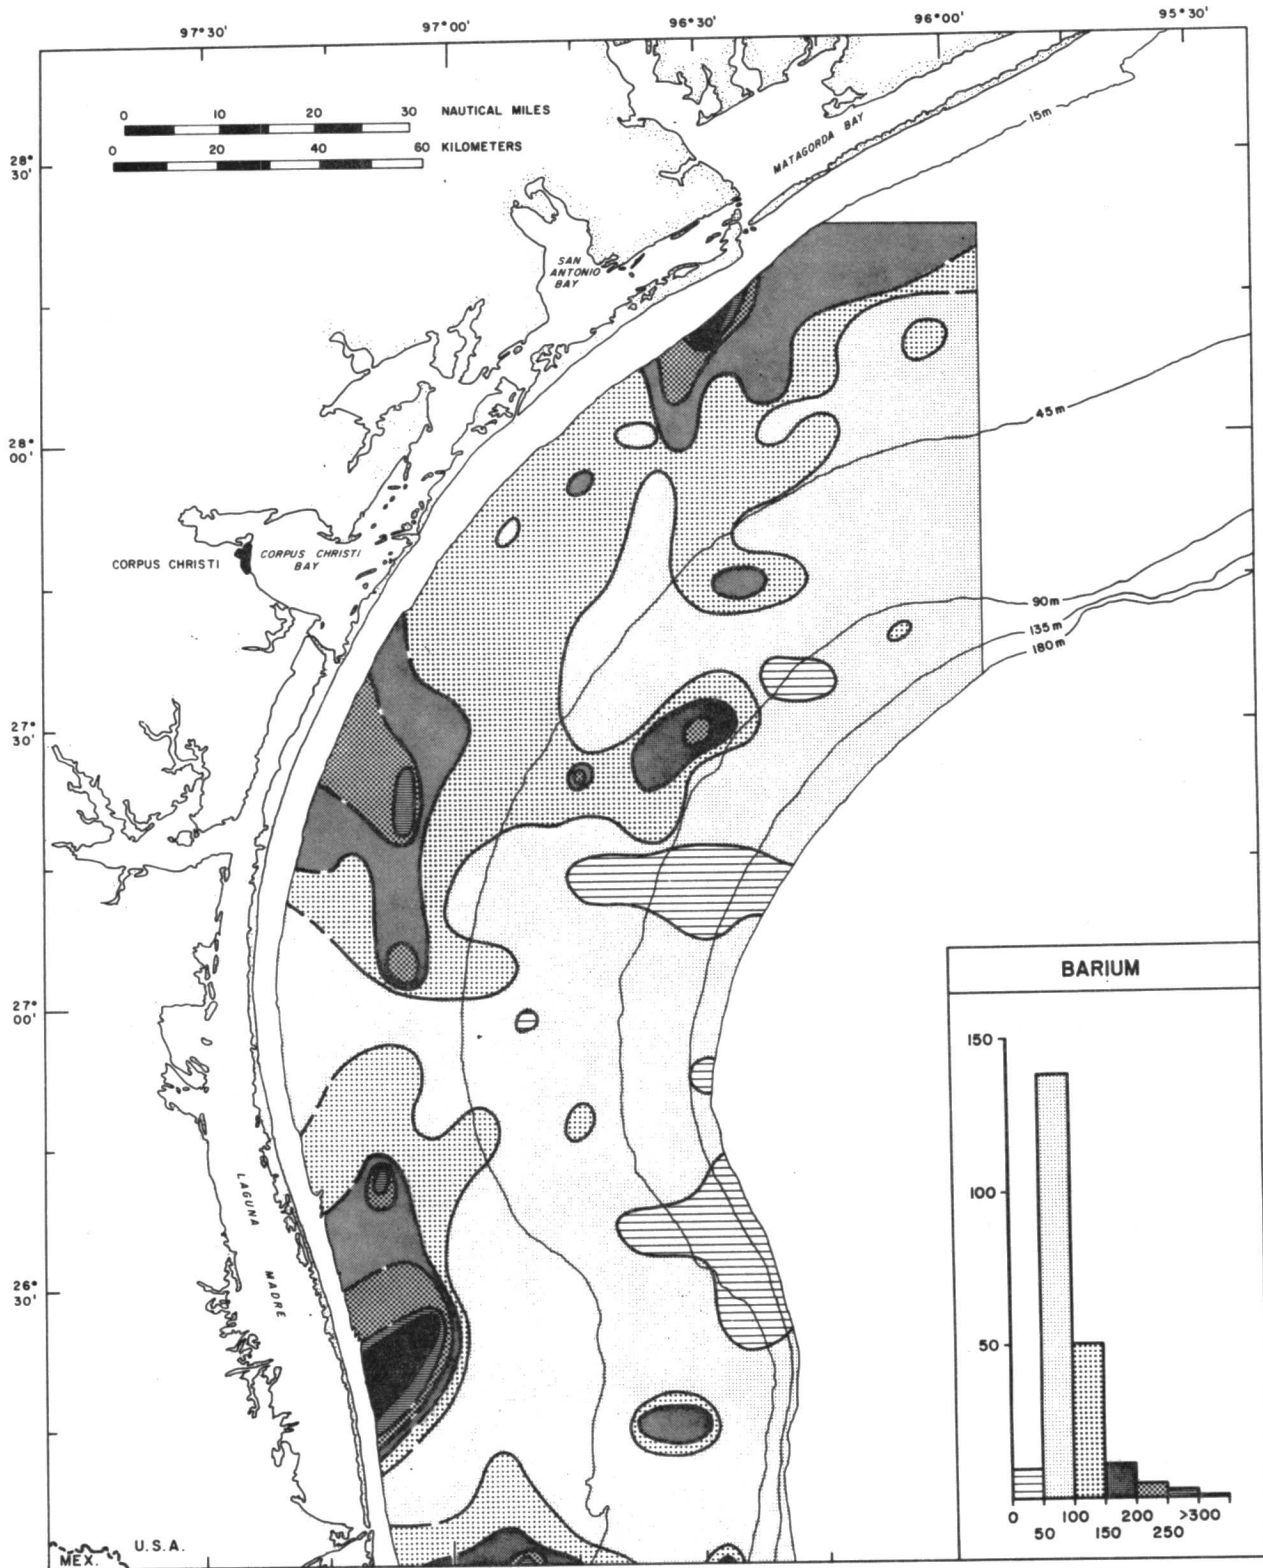 97°30'
97°00'
96°30'
96°00'
95°30'
0 10 20 30 NAUTICAL MILES
0 20 40 60 KILOMETERS
28°
30'
MATAGORDA BAY
15m
SAN
ANTONIO
BAY
45m
28°
00'
CORPUS CHRISTI
CORPUS CHRISTI
BAY
90m
135m
180m
27°
30'
27°
00'
LAGUNA
MADRE
26°
30'
U.S.A.
MEX.
BARIUM
150
100
50
0 100 200 >300
50 150 250